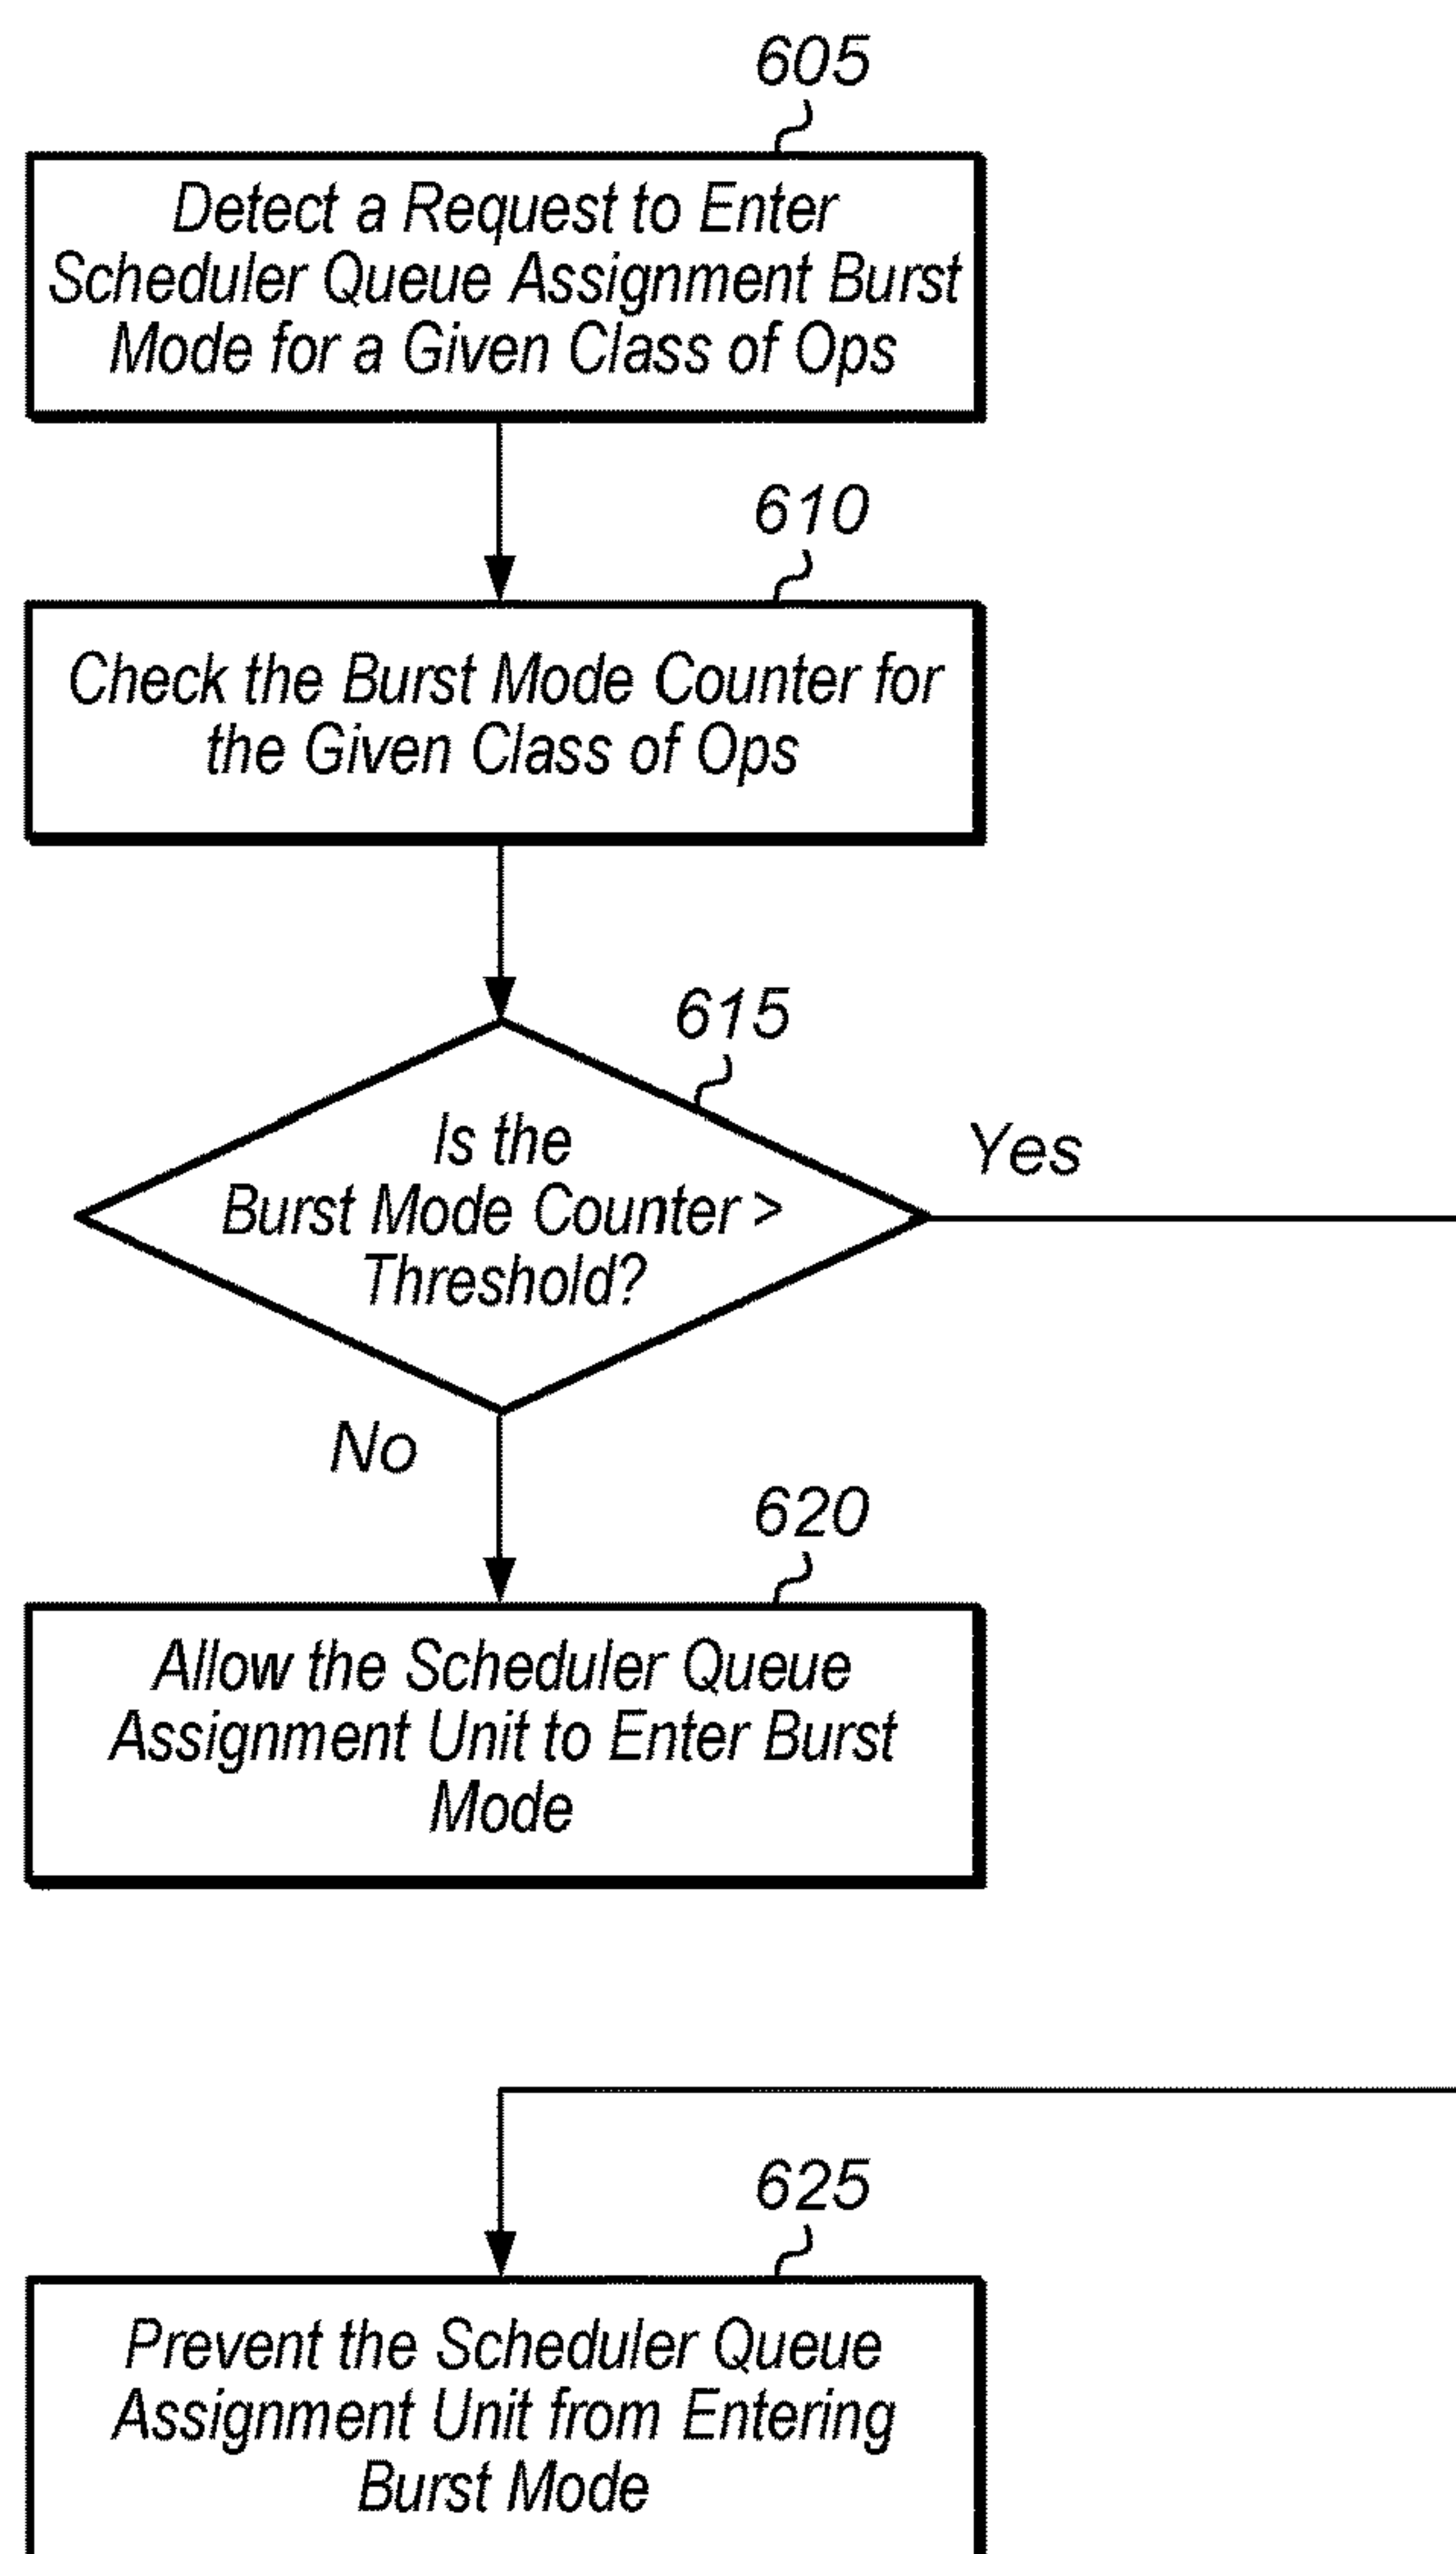 605
Detect a Request to Enter
Scheduler Queue Assignment Burst
Mode for a Given Class of Ops
610
Check the Burst Mode Counter for
the Given Class of Ops
615
Is the
Burst Mode Counter >
Threshold?
Yes
No
620
Allow the Scheduler Queue
Assignment Unit to Enter Burst
Mode
625
Prevent the Scheduler Queue
Assignment Unit from Entering
Burst Mode